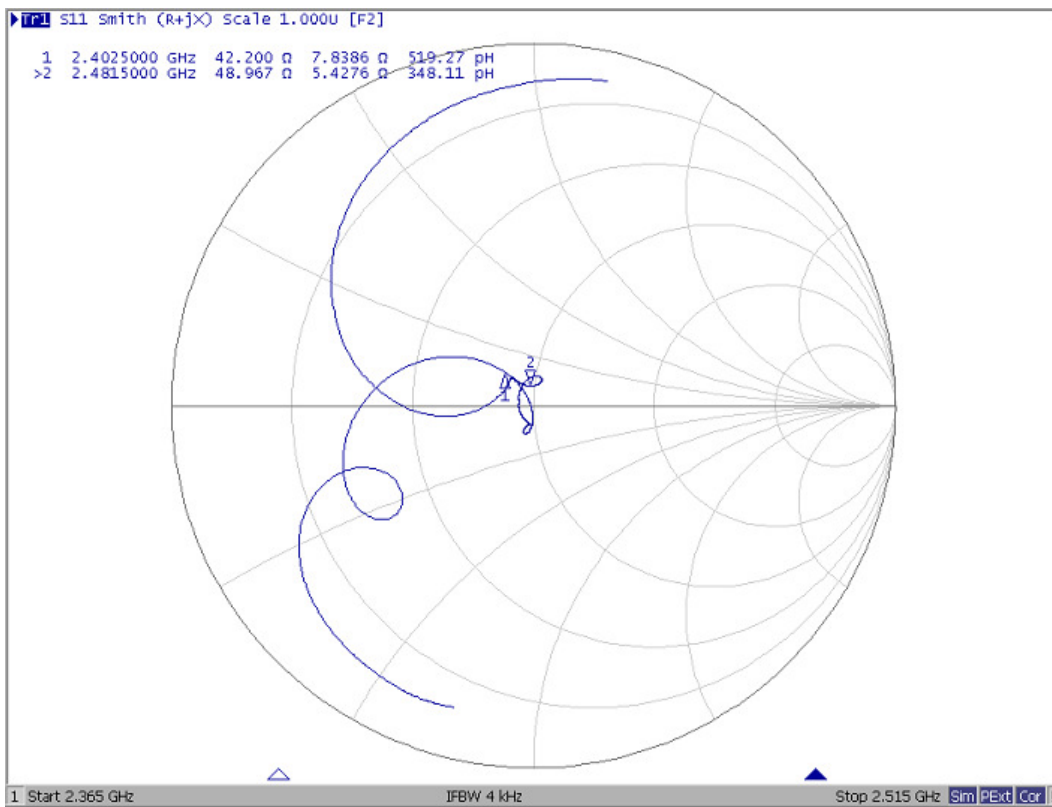 Tr1 S11 Smith (R+jX) Scale 1.000U [F2]
1 2.4025000 GHz 42.200 Ω 7.8386 Ω 519.27 pH
>2 2.4815000 GHz 48.967 Ω 5.4276 Ω 348.11 pH
2
1
1 Start 2.365 GHz IFBW 4 kHz Stop 2.515 GHz Sim PExt Cor